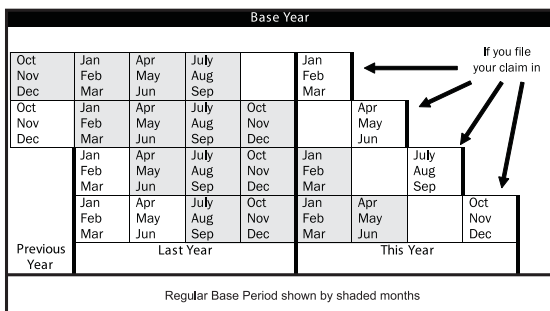 Base Year
If you file
your claim in
Oct Jan Apr July Jan
Nov Feb May Aug Feb
Dec Mar Jun Sep Mar
Oct Jan Apr July Oct Apr
Nov Feb May Aug Nov May
Dec Mar Jun Sep Dec Jun
Jan Apr July Oct Jan July
Feb May Aug Nov Feb Aug
Mar Jun Sep Dec Mar Sep
Jan Apr July Oct Jan Apr Oct
Feb May Aug Nov Feb May Nov
Mar Jun Sep Dec Mar Jun Dec
Previous
Year
Last Year
This Year
Regular Base Period shown by shaded months